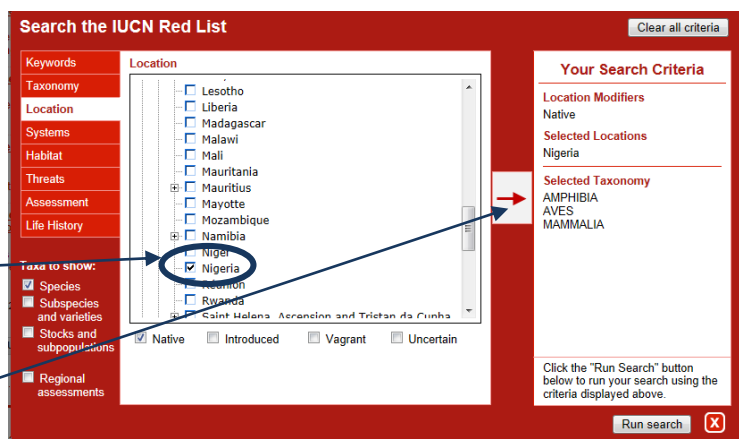 Search the IUCN Red List
Clear all criteria
Keywords
Taxonomy
Location
Systems
Habitat
Threats
Assessment
Life History
Taxa to show:
Species
Subspecies
and varieties
Stocks and
subpopulations
Regional
assessments
Location
Lesotho
Liberia
Madagascar
Malawi
Mali
Mauritania
Mauritius
Mayotte
Mozambique
Namibia
Niger
Nigeria
Réunion
Rwanda
Saint Helena, Ascension and Tristan da Cunha
Native
Introduced
Vagrant
Uncertain
Your Search Criteria
Location Modifiers
Native
Selected Locations
Nigeria
Selected Taxonomy
AMPHIBIA
AVES
MAMMALIA
Click the "Run Search" button
below to run your search using the
criteria displayed above.
Run search
X